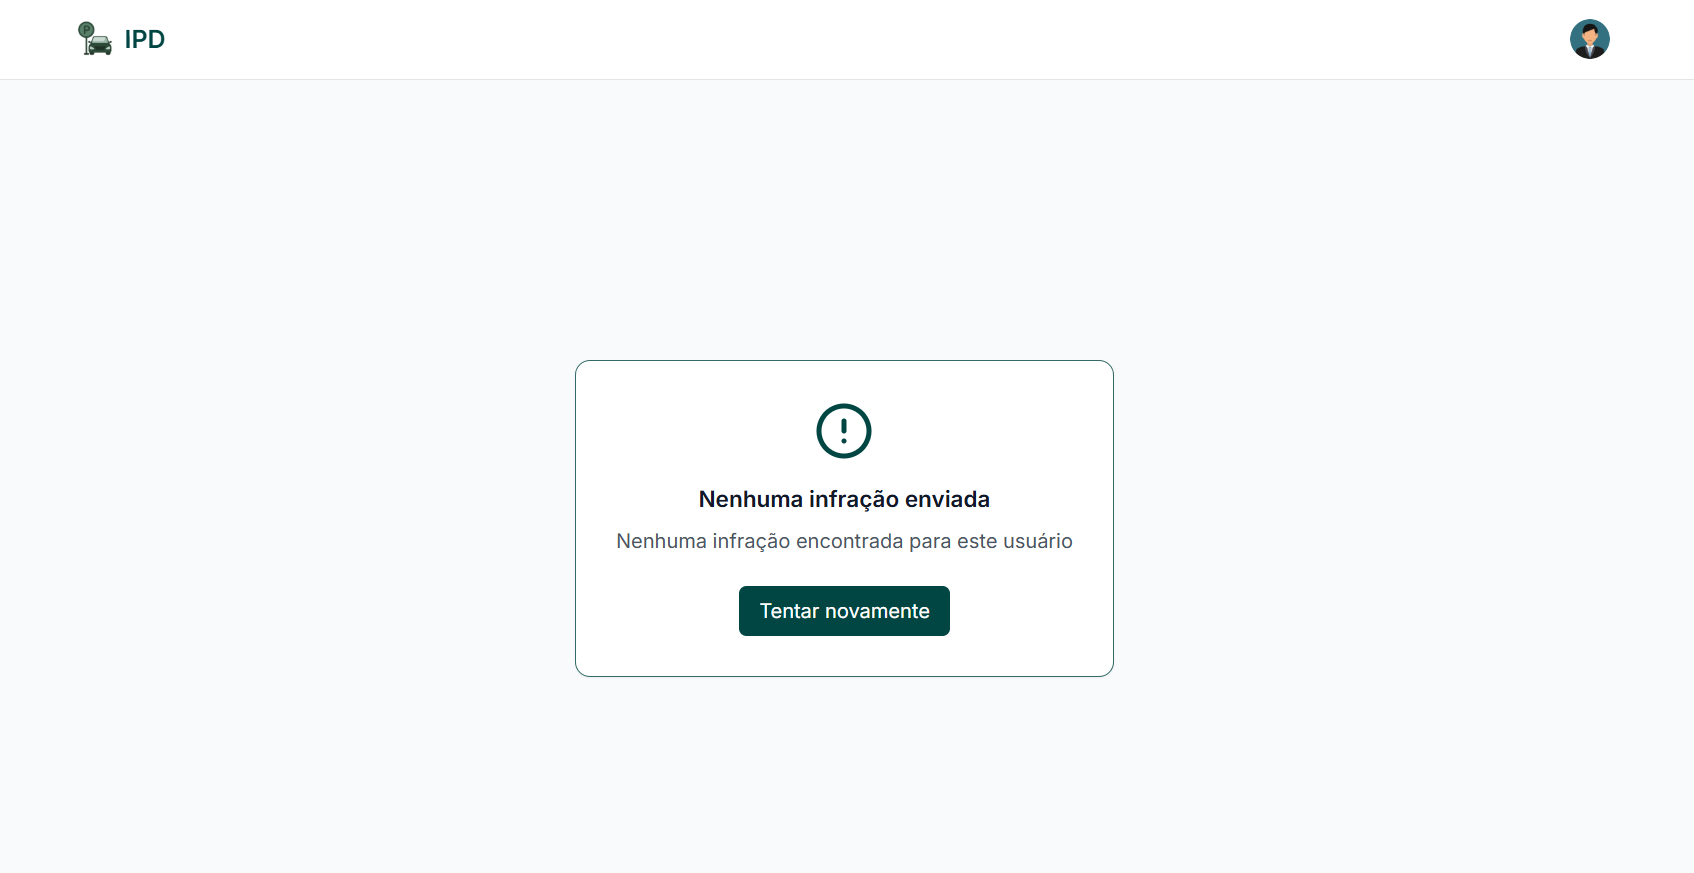 P
IPD
Nenhuma infração enviada
Nenhuma infração encontrada para este usuário
Tentar novamente